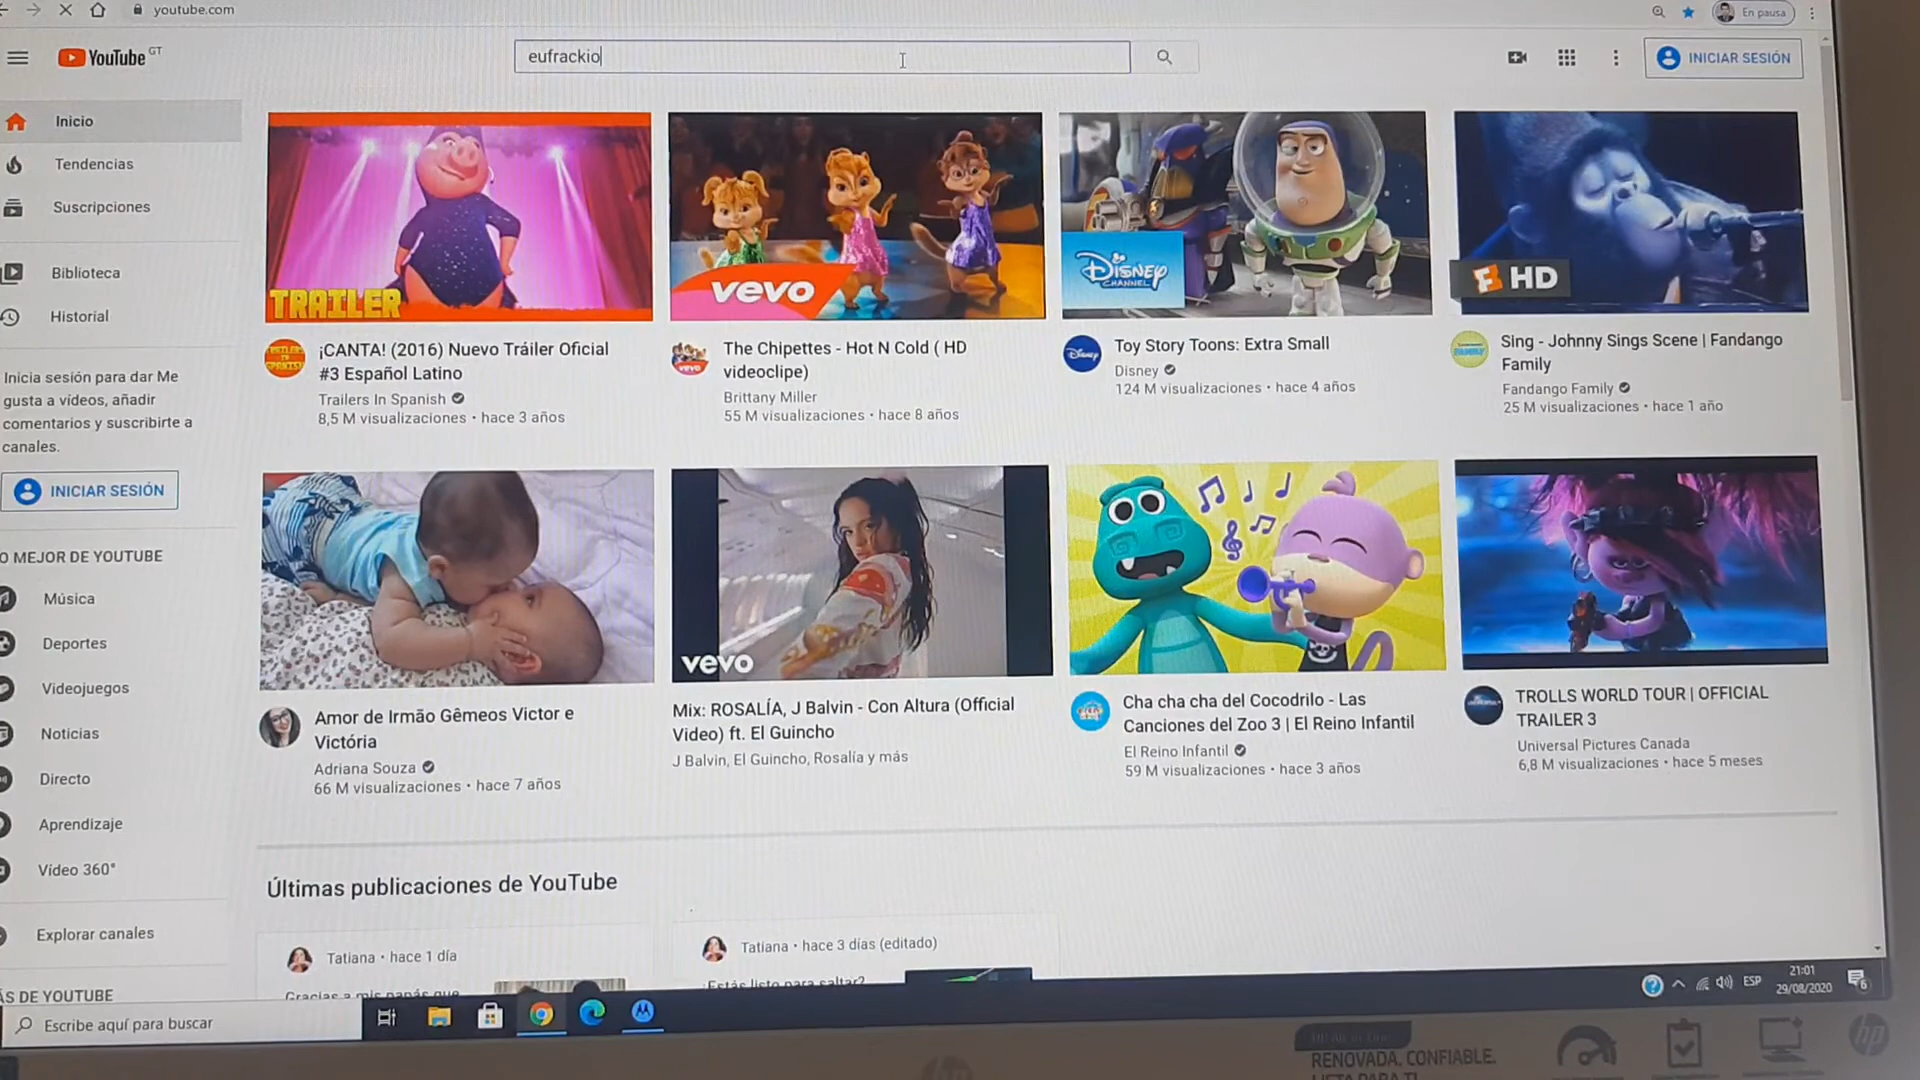 youtube.com
En pausa
YouTube GT
eufrackio
INICIAR SESIÓN
Inicio
Tendencias
Suscripciones
Biblioteca
Historial
Inicia sesión para dar Me
gusta a vídeos, añadir
comentarios y suscribirte a
canales.
INICIAR SESIÓN
O MEJOR DE YOUTUBE
Música
Deportes
Videojuegos
Noticias
Directo
Aprendizaje
Vídeo 360°
Explorar canales
ÁS DE YOUTUBE
TRAILER
¡CANTA! (2016) Nuevo Tráiler Oficial
#3 Español Latino
Trailers In Spanish
8,5 M visualizaciones • hace 3 años
vevo
The Chipettes - Hot N Cold ( HD
videoclipe)
Brittany Miller
55 M visualizaciones • hace 8 años
Disney
CHANNEL
Toy Story Toons: Extra Small
Disney
124 M visualizaciones • hace 4 años
F HD
Sing - Johnny Sings Scene | Fandango
Family
Fandango Family
25 M visualizaciones • hace 1 año
Amor de Irmão Gêmeos Victor e
Victória
Adriana Souza
66 M visualizaciones • hace 7 años
vevo
Mix: ROSALÍA, J Balvin - Con Altura (Official
Video) ft. El Guincho
J Balvin, El Guincho, Rosalía y más
Cha cha cha del Cocodrilo - Las
Canciones del Zoo 3 | El Reino Infantil
El Reino Infantil
59 M visualizaciones • hace 3 años
TROLLS WORLD TOUR | OFFICIAL
TRAILER 3
Universal Pictures Canada
6,8 M visualizaciones • hace 5 meses
Últimas publicaciones de YouTube
Tatiana • hace 1 día
Gracias a mis papás que
Tatiana • hace 3 días (editado)
¿Estás listo para saltar?
Escribe aquí para buscar
ESP
21:01
29/08/2020
6
RENOVADA. CONFIABLE.
LISTA PARA TI.
hp